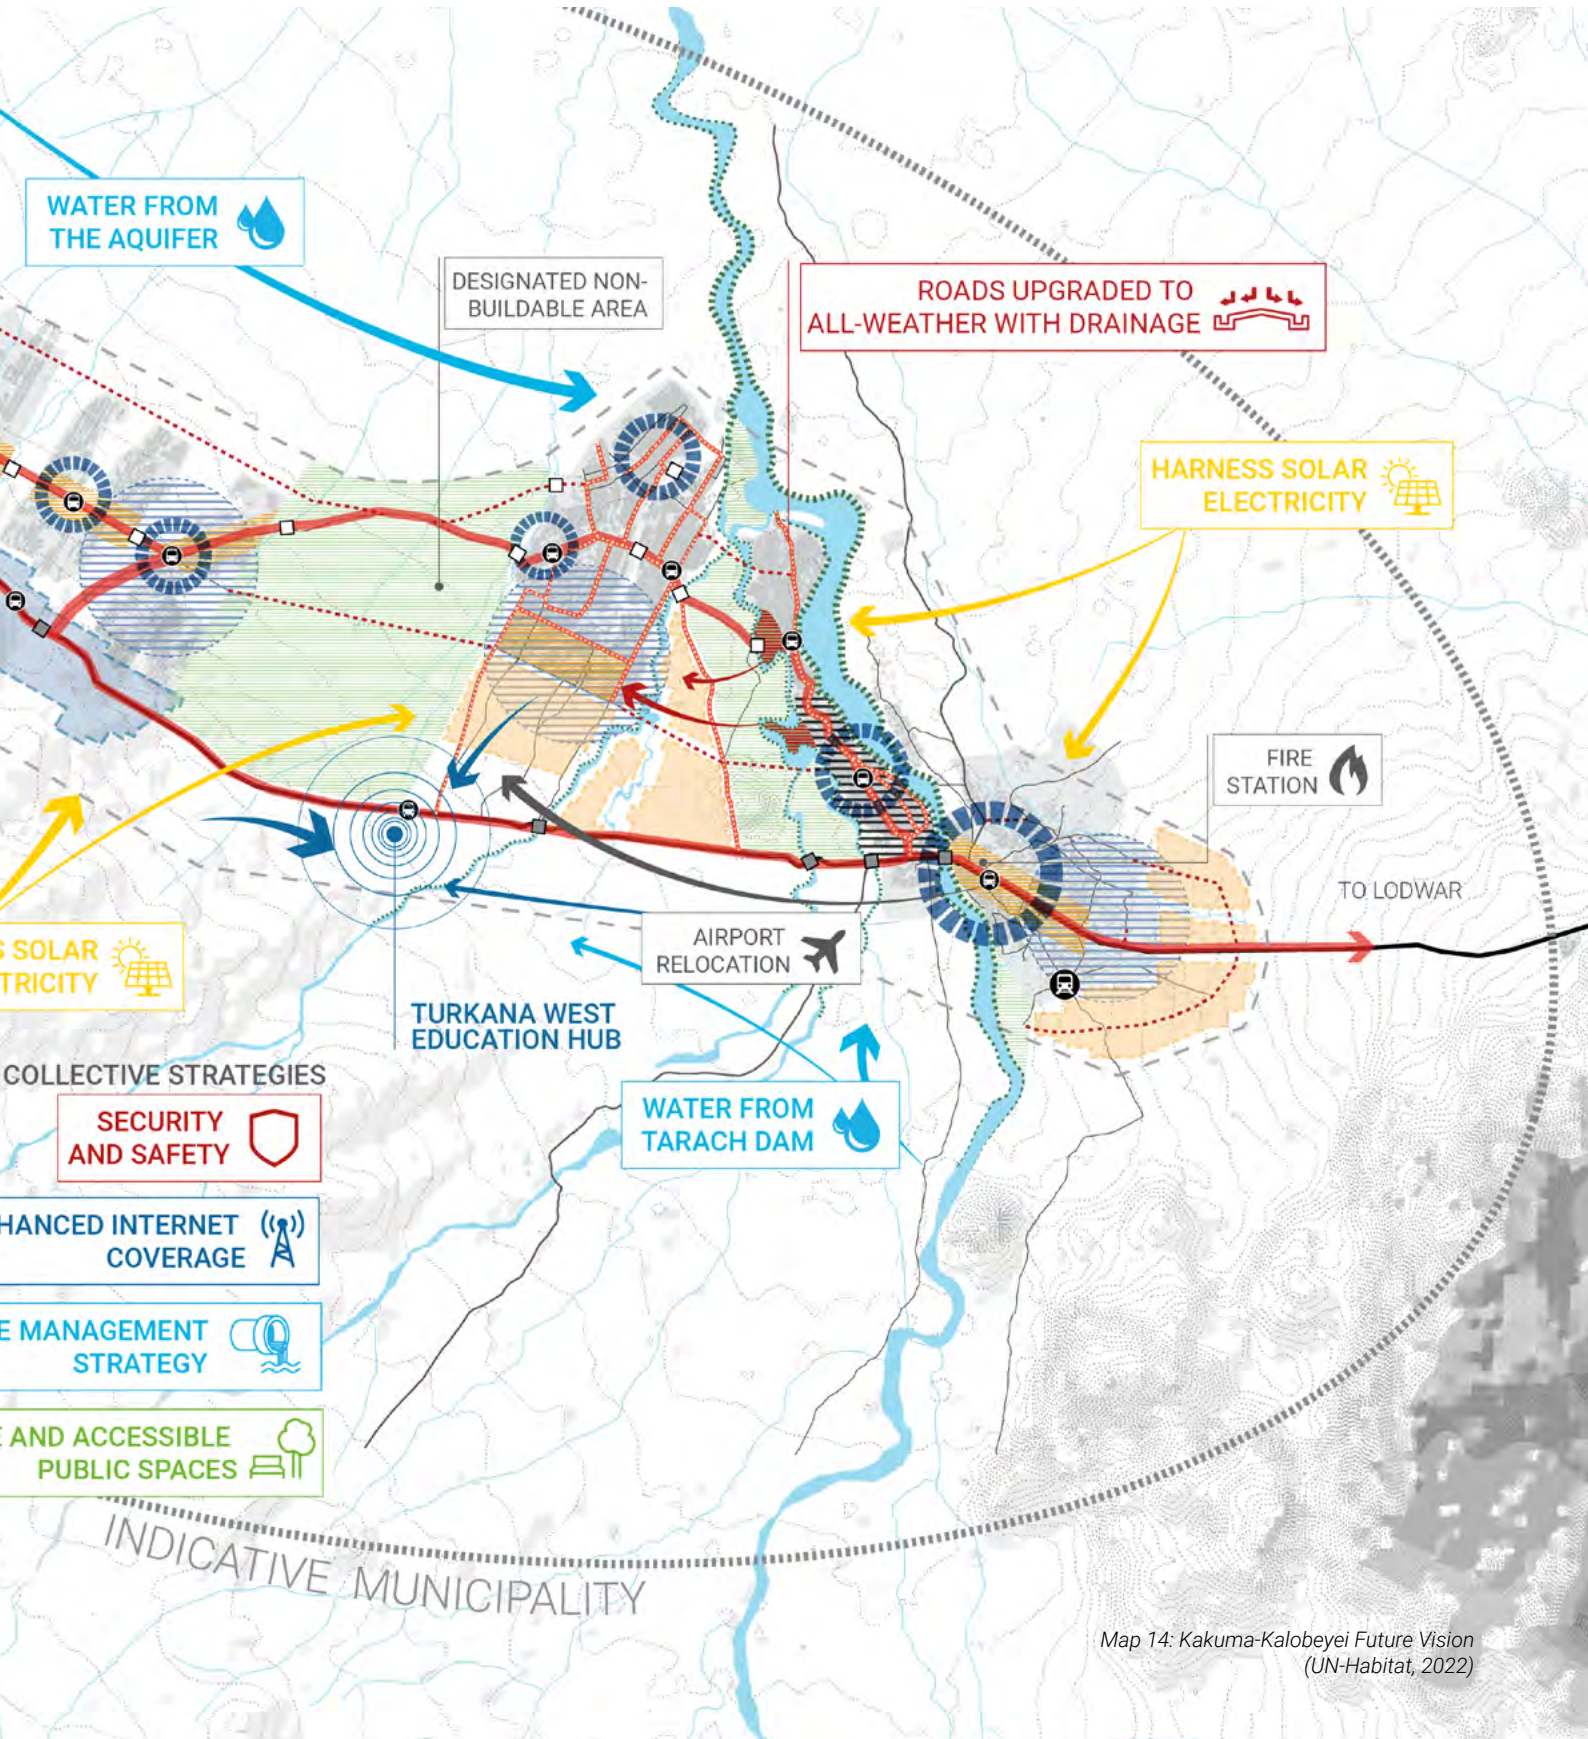 WATER FROM
THE AQUIFER
DESIGNATED NON-
BUILDABLE AREA
ROADS UPGRADED TO
ALL-WEATHER WITH DRAINAGE
HARNESS SOLAR
ELECTRICITY
FIRE
STATION
TO LODWAR
SOLAR
TRICITY
AIRPORT
RELOCATION
TURKANA WEST
EDUCATION HUB
COLLECTIVE STRATEGIES
SECURITY
AND SAFETY
WATER FROM
TARACH DAM
HANCED INTERNET
COVERAGE
E MANAGEMENT
STRATEGY
E AND ACCESSIBLE
PUBLIC SPACES
INDICATIVE MUNICIPALITY
Map 14: Kakuma-Kalobeyei Future Vision
(UN-Habitat, 2022)